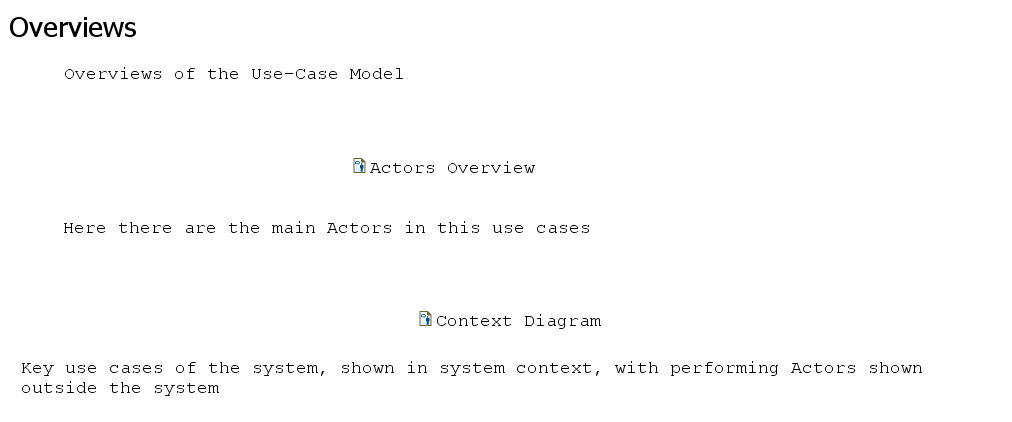 Overviews
Overviews of the Use-Case Model
Actors Overview
Here there are the main Actors in this use cases
Context Diagram
Key use cases of the system, shown in system context, with performing Actors shown
outside the system